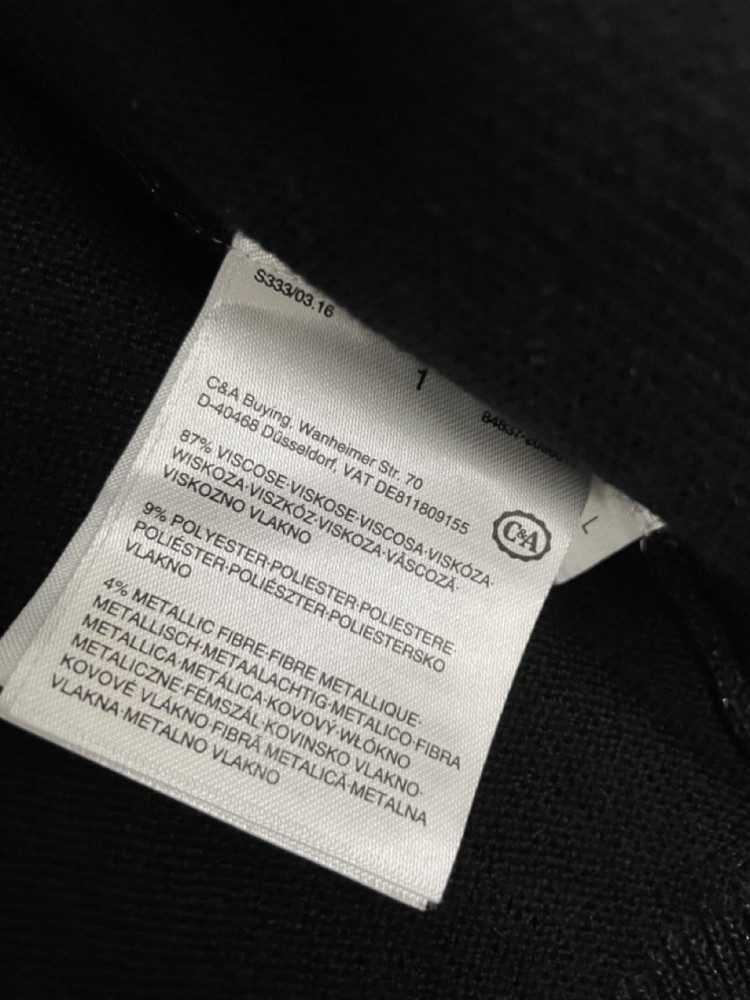 S333/03.16
1
C&A Buying, Wanheimer Str. 70
D-40468 Düsseldorf, VAT DE811809155
87% VISCOSE·VISKOSE·VISCOSA·VISKÓZA·
WISKOZA·VISZKÓZ·VISKOZA·VÂSCOZĂ·
VISKOZNO VLAKNO
C&A
L
9% POLYESTER·POLIESTER·POLIESTERE·
POLIÉSTER·POLIÉSZTER·POLIESTERSKO
VLAKNO
4% METALLIC FIBRE·FIBRE METALLIQUE·
METALLISCH·METAALACHTIG·METALICO·FIBRA
METALLICA·METÁLICA·KOVOVÝ·WŁÓKNO
METALICZNE·FÉMSZÁL·KOVINSKO VLAKNO·
KOVOVÉ VLÁKNO·FIBRĂ METALICĂ·METALNA
VLAKNA·METALNO VLAKNO